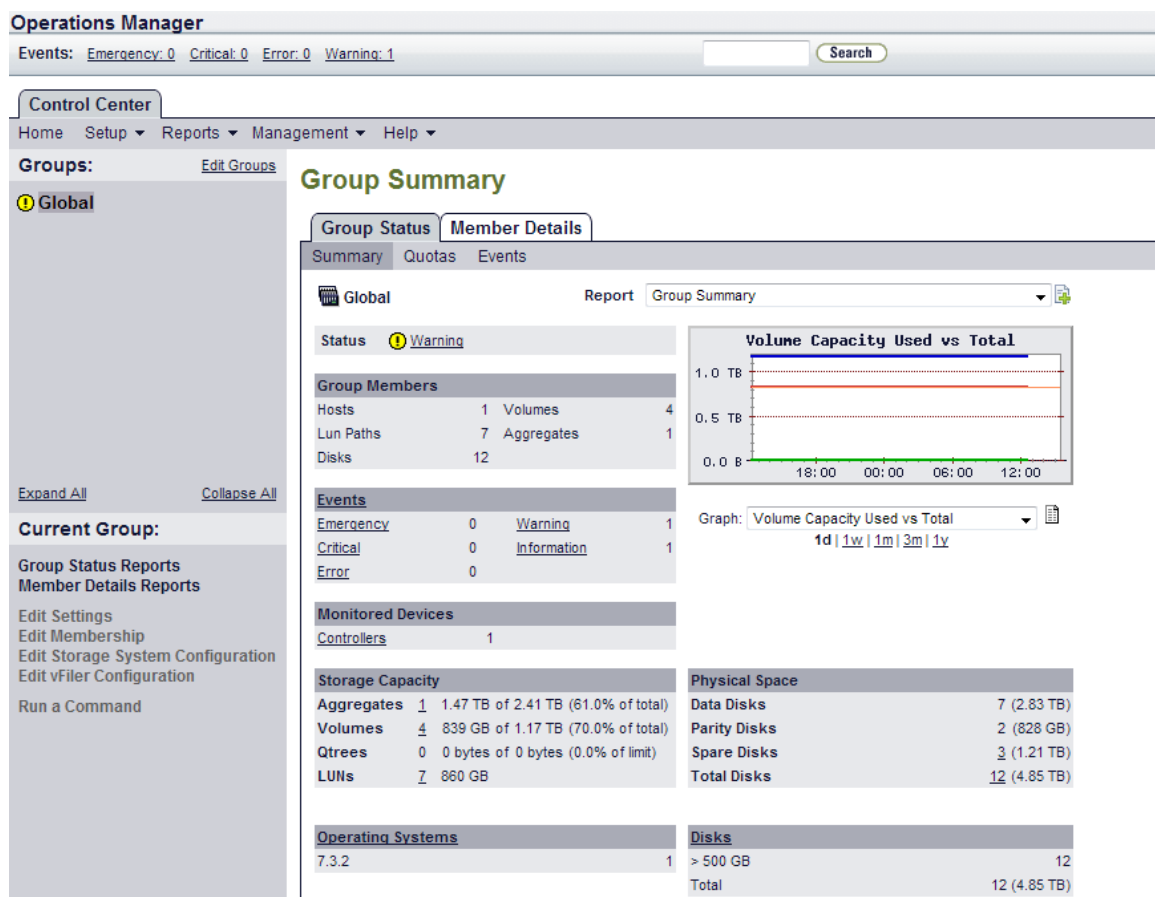 Operations Manager
Events: Emergency: 0 Critical: 0 Error: 0 Warning: 1
Search
Control Center
Home Setup Reports Management Help
Groups: Edit Groups
Global
Expand All Collapse All
Current Group:
Group Status Reports
Member Details Reports
Edit Settings
Edit Membership
Edit Storage System Configuration
Edit vFiler Configuration
Run a Command
Group Summary
Group Status Member Details
Summary Quotas Events
Global Report Group Summary
Status Warning
Group Members
Hosts 1 Volumes 4
Lun Paths 7 Aggregates 1
Disks 12
Events
Emergency 0 Warning 1
Critical 0 Information 1
Error 0
Monitored Devices
Controllers 1
Volume Capacity Used vs Total
1.0 TB
0.5 TB
0.0 B
18:00 00:00 06:00 12:00
Graph: Volume Capacity Used vs Total
1d | 1w | 1m | 3m | 1y
Storage Capacity
Aggregates 1 1.47 TB of 2.41 TB (61.0% of total)
Volumes 4 839 GB of 1.17 TB (70.0% of total)
Qtrees 0 0 bytes of 0 bytes (0.0% of limit)
LUNs 7 860 GB
Physical Space
Data Disks 7 (2.83 TB)
Parity Disks 2 (828 GB)
Spare Disks 3 (1.21 TB)
Total Disks 12 (4.85 TB)
Operating Systems
7.3.2 1
Disks
> 500 GB 12
Total 12 (4.85 TB)